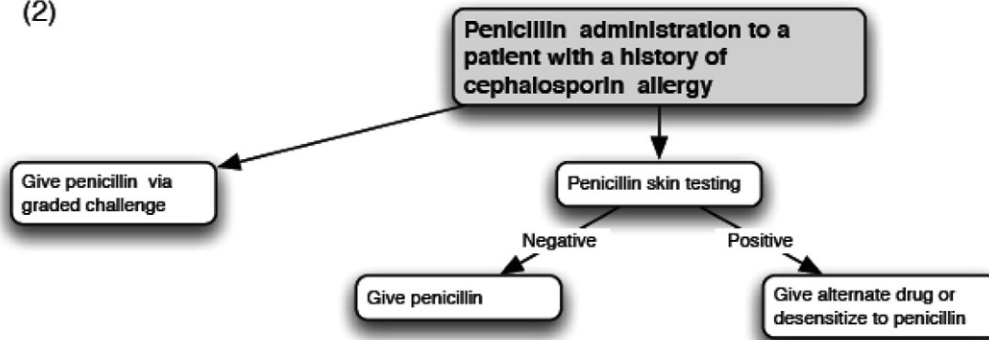 (2)
Penicillin administration to a
patient with a history of
cephalosporin allergy
Give penicillin via
graded challenge
Penicillin skin testing
Negative
Positive
Give penicillin
Give alternate drug or
desensitize to penicillin